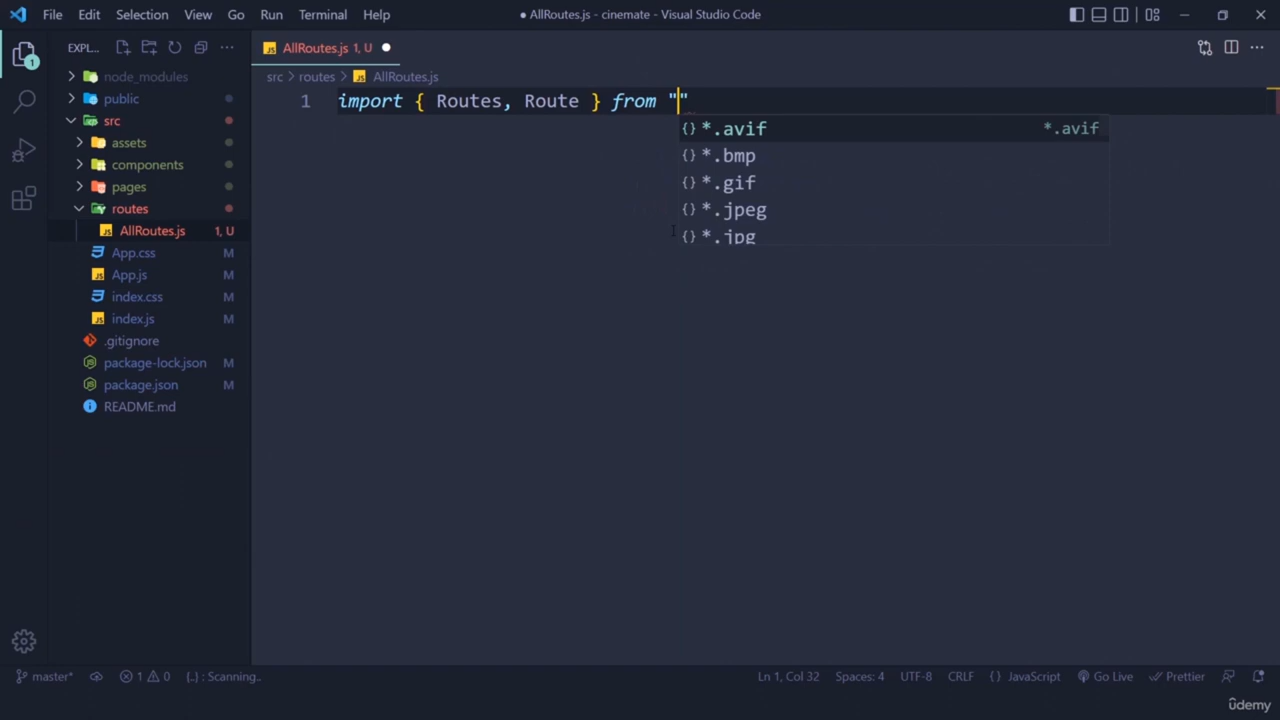 File Edit Selection View Go Run Terminal Help
● AllRoutes.js - cinemate - Visual Studio Code
EXPL...
AllRoutes.js 1, U
src > routes > AllRoutes.js
1
node_modules
public
src
assets
components
pages
routes
AllRoutes.js 1, U
App.css M
App.js M
index.css M
index.js M
.gitignore
package-lock.json M
package.json M
README.md
1 import { Routes, Route } from ""
*.avif *.avif
*.bmp
*.gif
*.jpeg
*.jpg
master* 1 0 {..} : Scanning.. Ln 1, Col 32 Spaces: 4 UTF-8 CRLF {} JavaScript Go Live Prettier
ûdemy